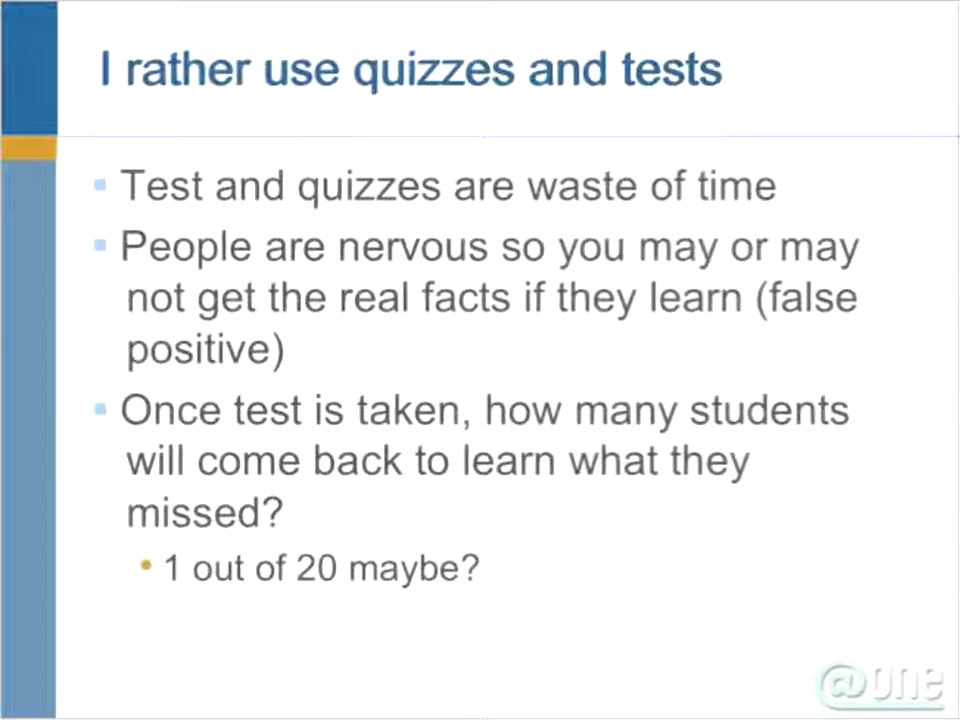 I rather use quizzes and tests
Test and quizzes are waste of time
People are nervous so you may or may
not get the real facts if they learn (false
positive)
Once test is taken, how many students
will come back to learn what they
missed?
1 out of 20 maybe?
@one